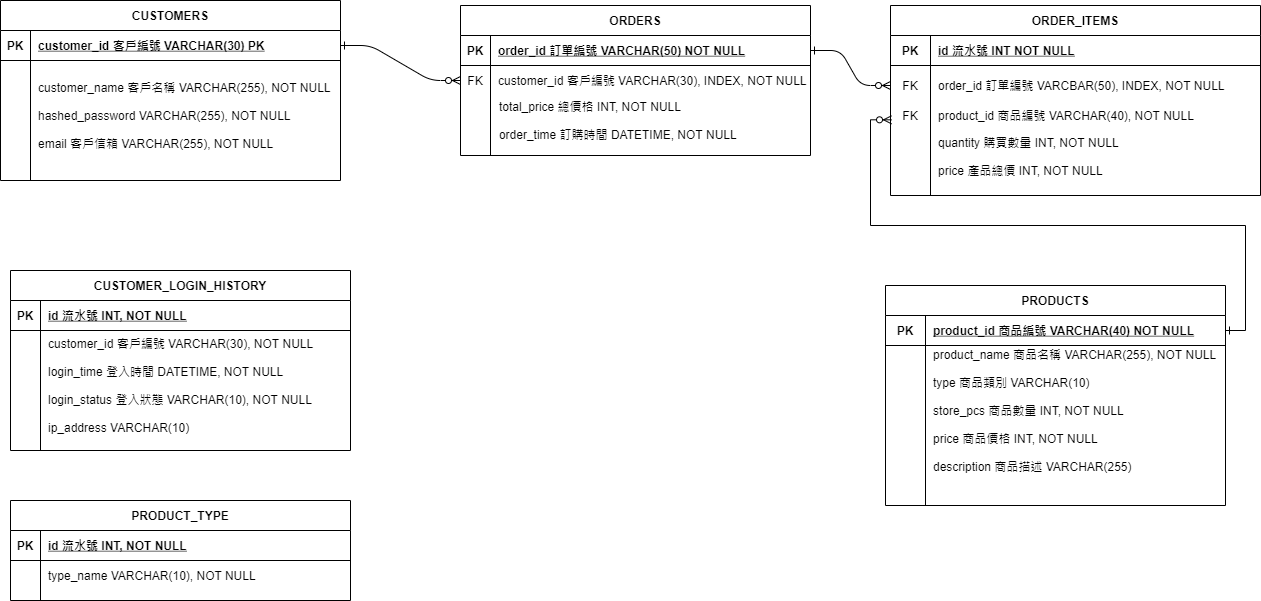 CUSTOMERS
PK customer_id 客戶編號 VARCHAR(30) PK
customer_name 客戶名稱 VARCHAR(255), NOT NULL
hashed_password VARCHAR(255), NOT NULL
email 客戶信箱 VARCHAR(255), NOT NULL
ORDERS
PK order_id 訂單編號 VARCHAR(50) NOT NULL
FK customer_id 客戶編號 VARCHAR(30), INDEX, NOT NULL
total_price 總價格 INT, NOT NULL
order_time 訂購時間 DATETIME, NOT NULL
ORDER_ITEMS
PK id 流水號 INT NOT NULL
FK order_id 訂單編號 VARCBAR(50), INDEX, NOT NULL
FK product_id 商品編號 VARCHAR(40), NOT NULL
quantity 購買數量 INT, NOT NULL
price 產品總價 INT, NOT NULL
CUSTOMER_LOGIN_HISTORY
PK id 流水號 INT, NOT NULL
customer_id 客戶編號 VARCHAR(30), NOT NULL
login_time 登入時間 DATETIME, NOT NULL
login_status 登入狀態 VARCHAR(10), NOT NULL
ip_address VARCHAR(10)
PRODUCTS
PK product_id 商品編號 VARCHAR(40) NOT NULL
product_name 商品名稱 VARCHAR(255), NOT NULL
type 商品類別 VARCHAR(10)
store_pcs 商品數量 INT, NOT NULL
price 商品價格 INT, NOT NULL
description 商品描述 VARCHAR(255)
PRODUCT_TYPE
PK id 流水號 INT, NOT NULL
type_name VARCHAR(10), NOT NULL